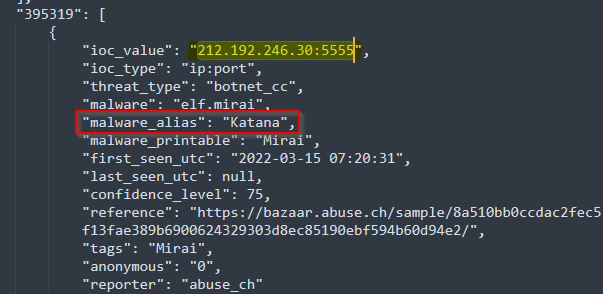 ],
"395319": [
{
"ioc_value": "212.192.246.30:5555",
"ioc_type": "ip:port",
"threat_type": "botnet_cc",
"malware": "elf.mirai",
"malware_alias": "Katana",
"malware_printable": "Mirai",
"first_seen_utc": "2022-03-15 07:20:31",
"last_seen_utc": null,
"confidence_level": 75,
"reference": "https://bazaar.abuse.ch/sample/8a510bb0ccdac2fec5
f13fae389b6900624329303d8ec85190ebf594b60d94e2/",
"tags": "Mirai",
"anonymous": "0",
"reporter": "abuse_ch"